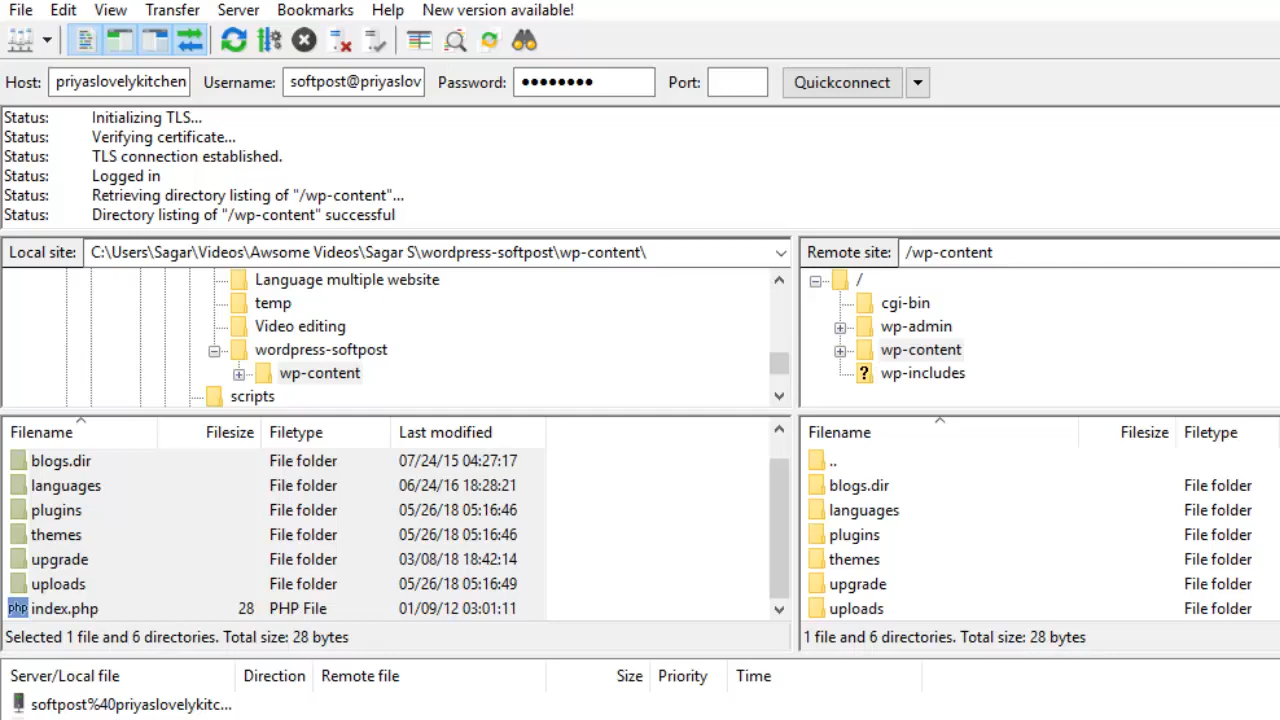 File Edit View Transfer Server Bookmarks Help New version available!
Host: priyaslovelykitchen Username: softpost@priyaslov Password: ●●●●●●●● Port: Quickconnect
Status: Initializing TLS...
Status: Verifying certificate...
Status: TLS connection established.
Status: Logged in
Status: Retrieving directory listing of "/wp-content"...
Status: Directory listing of "/wp-content" successful
Local site: C:\Users\Sagar\Videos\Awsome Videos\Sagar S\wordpress-softpost\wp-content\
Language multiple website
temp
Video editing
wordpress-softpost
wp-content
scripts
Filename Filesize Filetype Last modified
blogs.dir File folder 07/24/15 04:27:17
languages File folder 06/24/16 18:28:21
plugins File folder 05/26/18 05:16:46
themes File folder 05/26/18 05:16:46
upgrade File folder 03/08/18 18:42:14
uploads File folder 05/26/18 05:16:49
php index.php 28 PHP File 01/09/12 03:01:11
Selected 1 file and 6 directories. Total size: 28 bytes
Remote site: /wp-content
/
cgi-bin
wp-admin
wp-content
? wp-includes
Filename Filesize Filetype
..
blogs.dir File folder
languages File folder
plugins File folder
themes File folder
upgrade File folder
uploads File folder
1 file and 6 directories. Total size: 28 bytes
Server/Local file Direction Remote file Size Priority Time
softpost%40priyaslovelykitc...